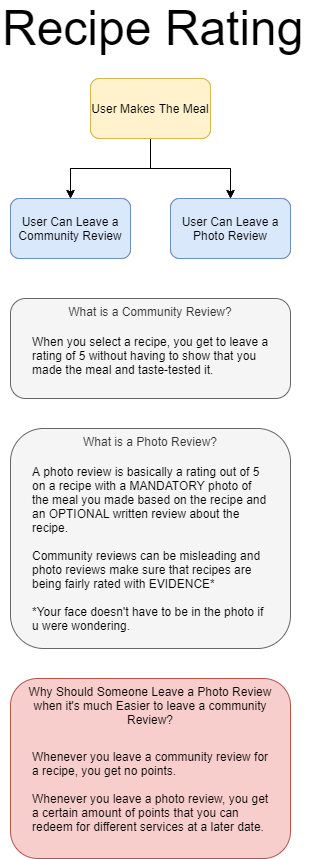 Recipe Rating
User Makes The Meal
User Can Leave a
Community Review
User Can Leave a
Photo Review
What is a Community Review?
When you select a recipe, you get to leave a
rating of 5 without having to show that you
made the meal and taste-tested it.
What is a Photo Review?
A photo review is basically a rating out of 5
on a recipe with a MANDATORY photo of
the meal you made based on the recipe and
an OPTIONAL written review about the
recipe.
Community reviews can be misleading and
photo reviews make sure that recipes are
being fairly rated with EVIDENCE*
*Your face doesn't have to be in the photo if
u were wondering.
Why Should Someone Leave a Photo Review
when it's much Easier to leave a community
Review?
Whenever you leave a community review for
a recipe, you get no points.
Whenever you leave a photo review, you get
a certain amount of points that you can
redeem for different services at a later date.